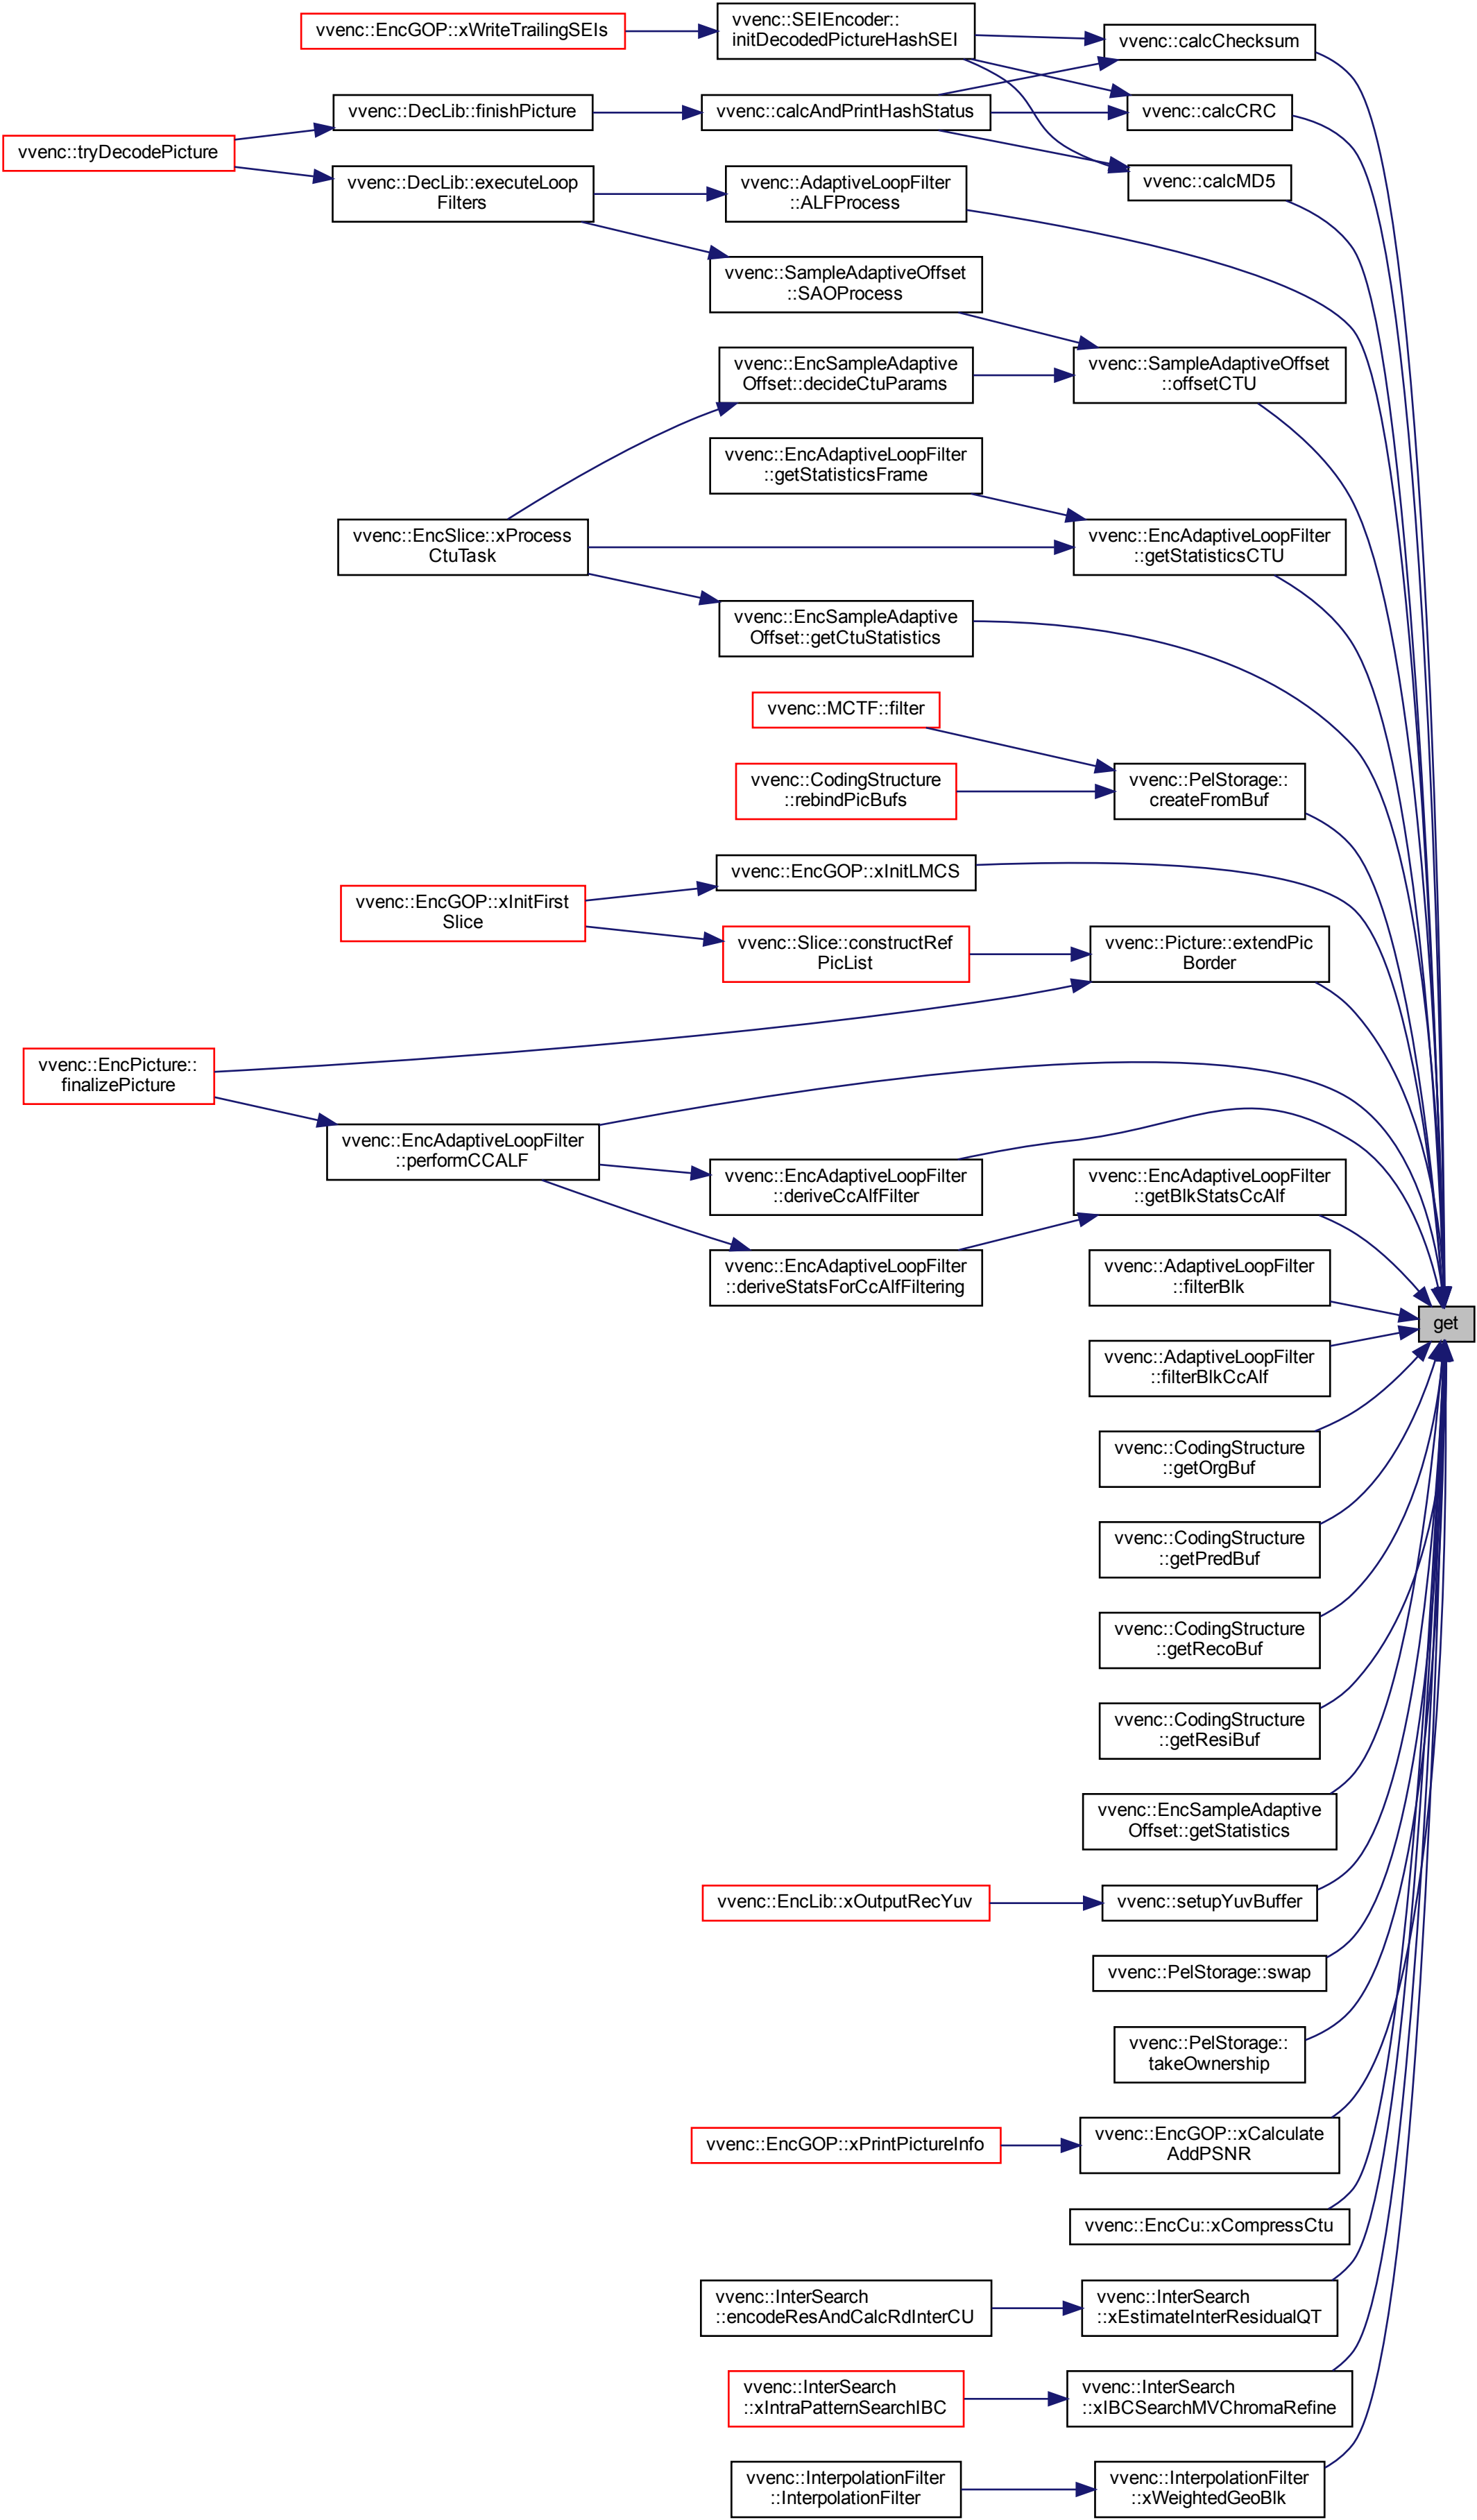 vvenc::EncGOP::xWriteTrailingSEIs
vvenc::SEIEncoder::
initDecodedPictureHashSEI
vvenc::calcChecksum
vvenc::DecLib::finishPicture
vvenc::calcAndPrintHashStatus
vvenc::calcCRC
vvenc::tryDecodePicture
vvenc::DecLib::executeLoop
Filters
vvenc::AdaptiveLoopFilter
::ALFProcess
vvenc::calcMD5
vvenc::SampleAdaptiveOffset
::SAOProcess
vvenc::EncSampleAdaptive
Offset::decideCtuParams
vvenc::SampleAdaptiveOffset
::offsetCTU
vvenc::EncAdaptiveLoopFilter
::getStatisticsFrame
vvenc::EncSlice::xProcess
CtuTask
vvenc::EncAdaptiveLoopFilter
::getStatisticsCTU
vvenc::EncSampleAdaptive
Offset::getCtuStatistics
vvenc::MCTF::filter
vvenc::CodingStructure
::rebindPicBufs
vvenc::PelStorage::
createFromBuf
vvenc::EncGOP::xInitLMCS
vvenc::EncGOP::xInitFirst
Slice
vvenc::Slice::constructRef
PicList
vvenc::Picture::extendPic
Border
vvenc::EncPicture::
finalizePicture
vvenc::EncAdaptiveLoopFilter
::performCCALF
vvenc::EncAdaptiveLoopFilter
::deriveCcAlfFilter
vvenc::EncAdaptiveLoopFilter
::getBlkStatsCcAlf
vvenc::EncAdaptiveLoopFilter
::deriveStatsForCcAlfFiltering
vvenc::AdaptiveLoopFilter
::filterBlk
get
vvenc::AdaptiveLoopFilter
::filterBlkCcAlf
vvenc::CodingStructure
::getOrgBuf
vvenc::CodingStructure
::getPredBuf
vvenc::CodingStructure
::getRecoBuf
vvenc::CodingStructure
::getResiBuf
vvenc::EncSampleAdaptive
Offset::getStatistics
vvenc::EncLib::xOutputRecYuv
vvenc::setupYuvBuffer
vvenc::PelStorage::swap
vvenc::PelStorage::
takeOwnership
vvenc::EncGOP::xPrintPictureInfo
vvenc::EncGOP::xCalculate
AddPSNR
vvenc::EncCu::xCompressCtu
vvenc::InterSearch
::encodeResAndCalcRdInterCU
vvenc::InterSearch
::xEstimateInterResidualQT
vvenc::InterSearch
::xIntraPatternSearchIBC
vvenc::InterSearch
::xIBCSearchMVChromaRefine
vvenc::InterpolationFilter
::InterpolationFilter
vvenc::InterpolationFilter
::xWeightedGeoBlk